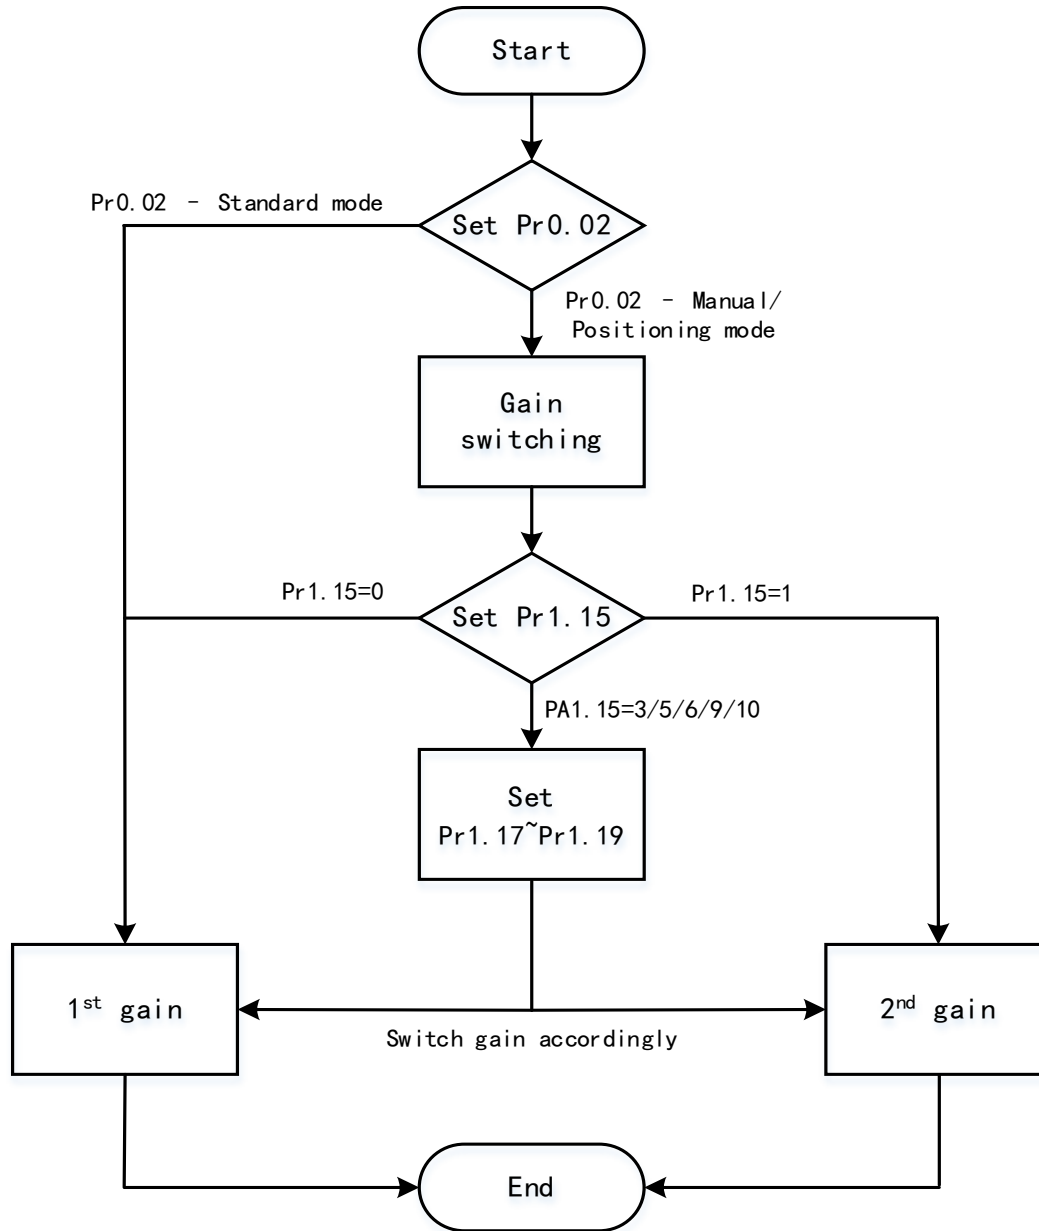 Start
Pr0.02 - Standard mode
Set Pr0.02
Pr0.02 - Manual/
Positioning mode
Gain
switching
Pr1.15=0
Set Pr1.15
Pr1.15=1
PA1.15=3/5/6/9/10
Set
Pr1.17~Pr1.19
1st gain
Switch gain accordingly
2nd gain
End